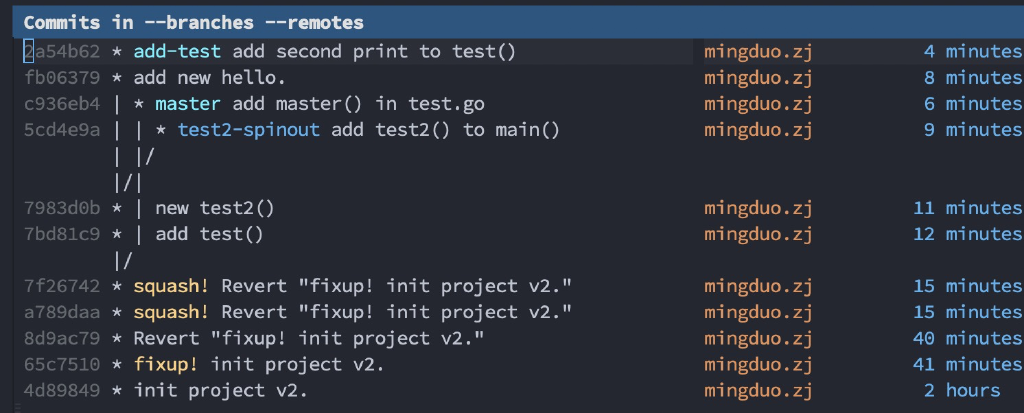 Commits in --branches --remotes
2a54b62 * add-test add second print to test() mingduo.zj 4 minutes
fb06379 * add new hello. mingduo.zj 8 minutes
c936eb4 | * master add master() in test.go mingduo.zj 6 minutes
5cd4e9a | | * test2-spinout add test2() to main() mingduo.zj 9 minutes
| |/
|/|
7983d0b * | new test2() mingduo.zj 11 minutes
7bd81c9 * | add test() mingduo.zj 12 minutes
|/
7f26742 * squash! Revert "fixup! init project v2." mingduo.zj 15 minutes
a789daa * squash! Revert "fixup! init project v2." mingduo.zj 15 minutes
8d9ac79 * Revert "fixup! init project v2." mingduo.zj 40 minutes
65c7510 * fixup! init project v2. mingduo.zj 41 minutes
4d89849 * init project v2. mingduo.zj 2 hours